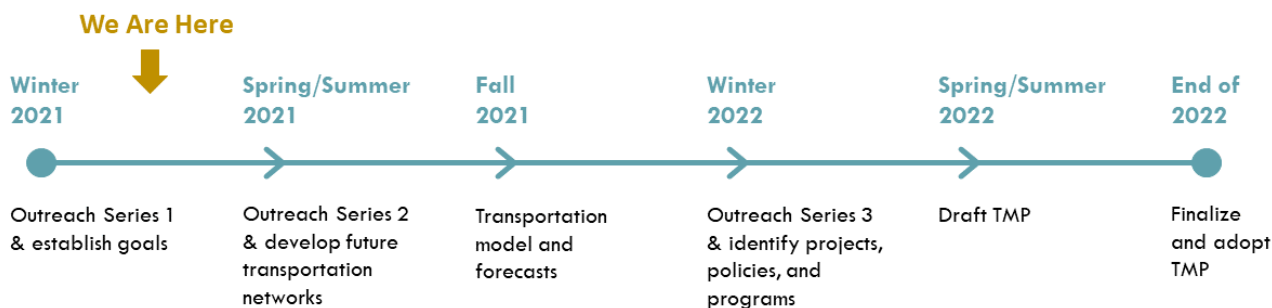 We Are Here
Winter
2021
Spring/Summer
2021
Fall
2021
Winter
2022
Spring/Summer
2022
End of
2022
Outreach Series 1
& establish goals
Outreach Series 2
& develop future
transportation
networks
Transportation
model and
forecasts
Outreach Series 3
& identify projects,
policies, and
programs
Draft TMP
Finalize
and adopt
TMP